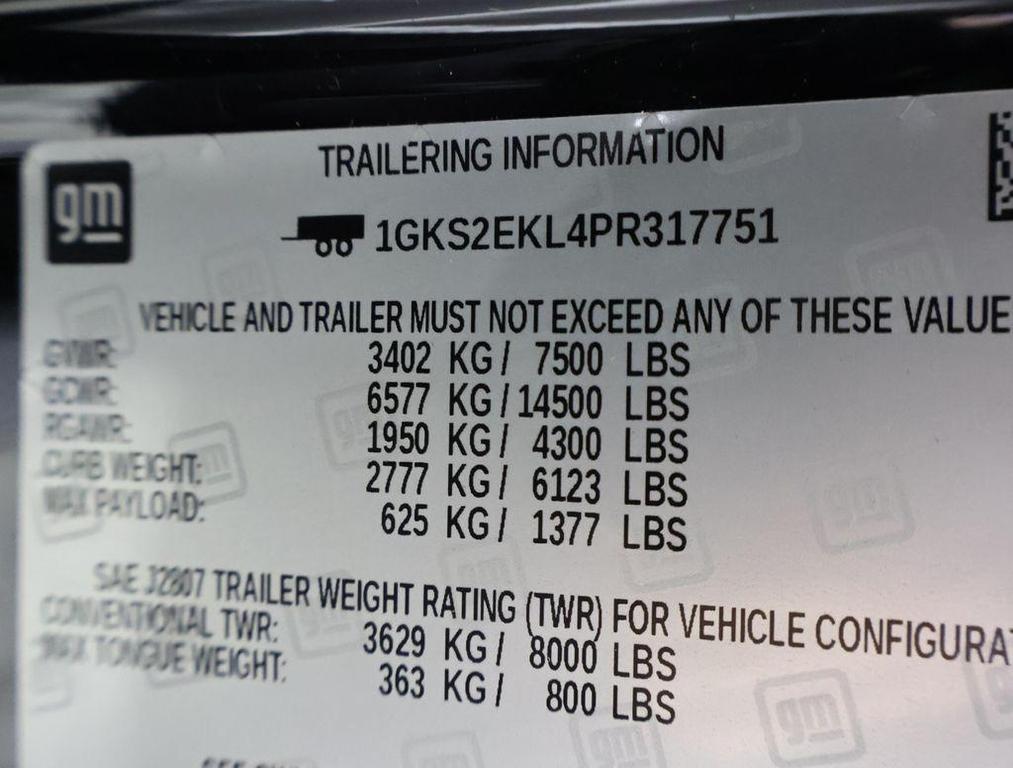 gm
TRAILERING INFORMATION
1GKS2EKL4PR317751
VEHICLE AND TRAILER MUST NOT EXCEED ANY OF THESE VALUE
GVWR: 3402 KG / 7500 LBS
GCWR: 6577 KG / 14500 LBS
RGAWR: 1950 KG / 4300 LBS
CURB WEIGHT: 2777 KG / 6123 LBS
MAX PAYLOAD: 625 KG / 1377 LBS
SAE J2807 TRAILER WEIGHT RATING (TWR) FOR VEHICLE CONFIGURAT
CONVENTIONAL TWR: 3629 KG / 8000 LBS
MAX TONGUE WEIGHT: 363 KG / 800 LBS